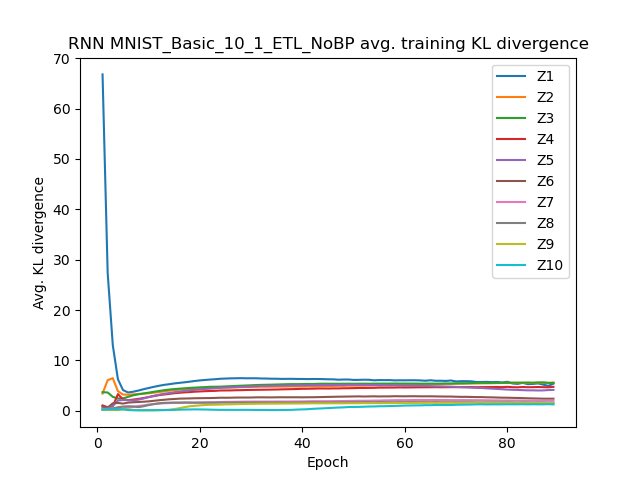 RNN MNIST_Basic_10_1_ETL_NoBP avg. training KL divergence
Avg. KL divergence
70
60
50
40
30
20
10
0
Z1
Z2
Z3
Z4
Z5
Z6
Z7
Z8
Z9
Z10
0 20 40 60 80
Epoch